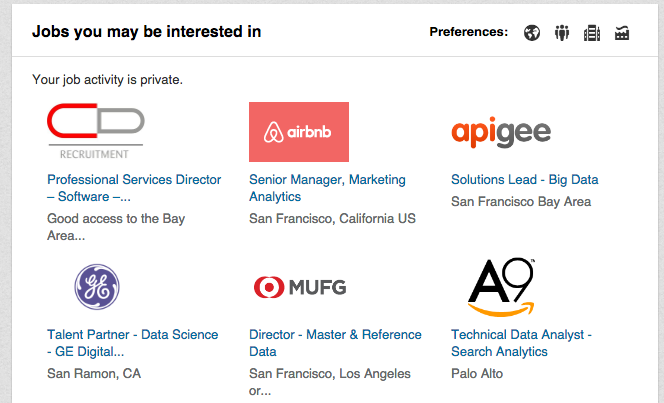 Jobs you may be interested in
Preferences:
Your job activity is private.
RECRUITMENT
airbnb
apigee
Professional Services Director
– Software –...
Good access to the Bay
Area...
Senior Manager, Marketing
Analytics
San Francisco, California US
Solutions Lead - Big Data
San Francisco Bay Area
GE
MUFG
A9
Talent Partner - Data Science
- GE Digital...
San Ramon, CA
Director - Master & Reference
Data
San Francisco, Los Angeles
or...
Technical Data Analyst -
Search Analytics
Palo Alto